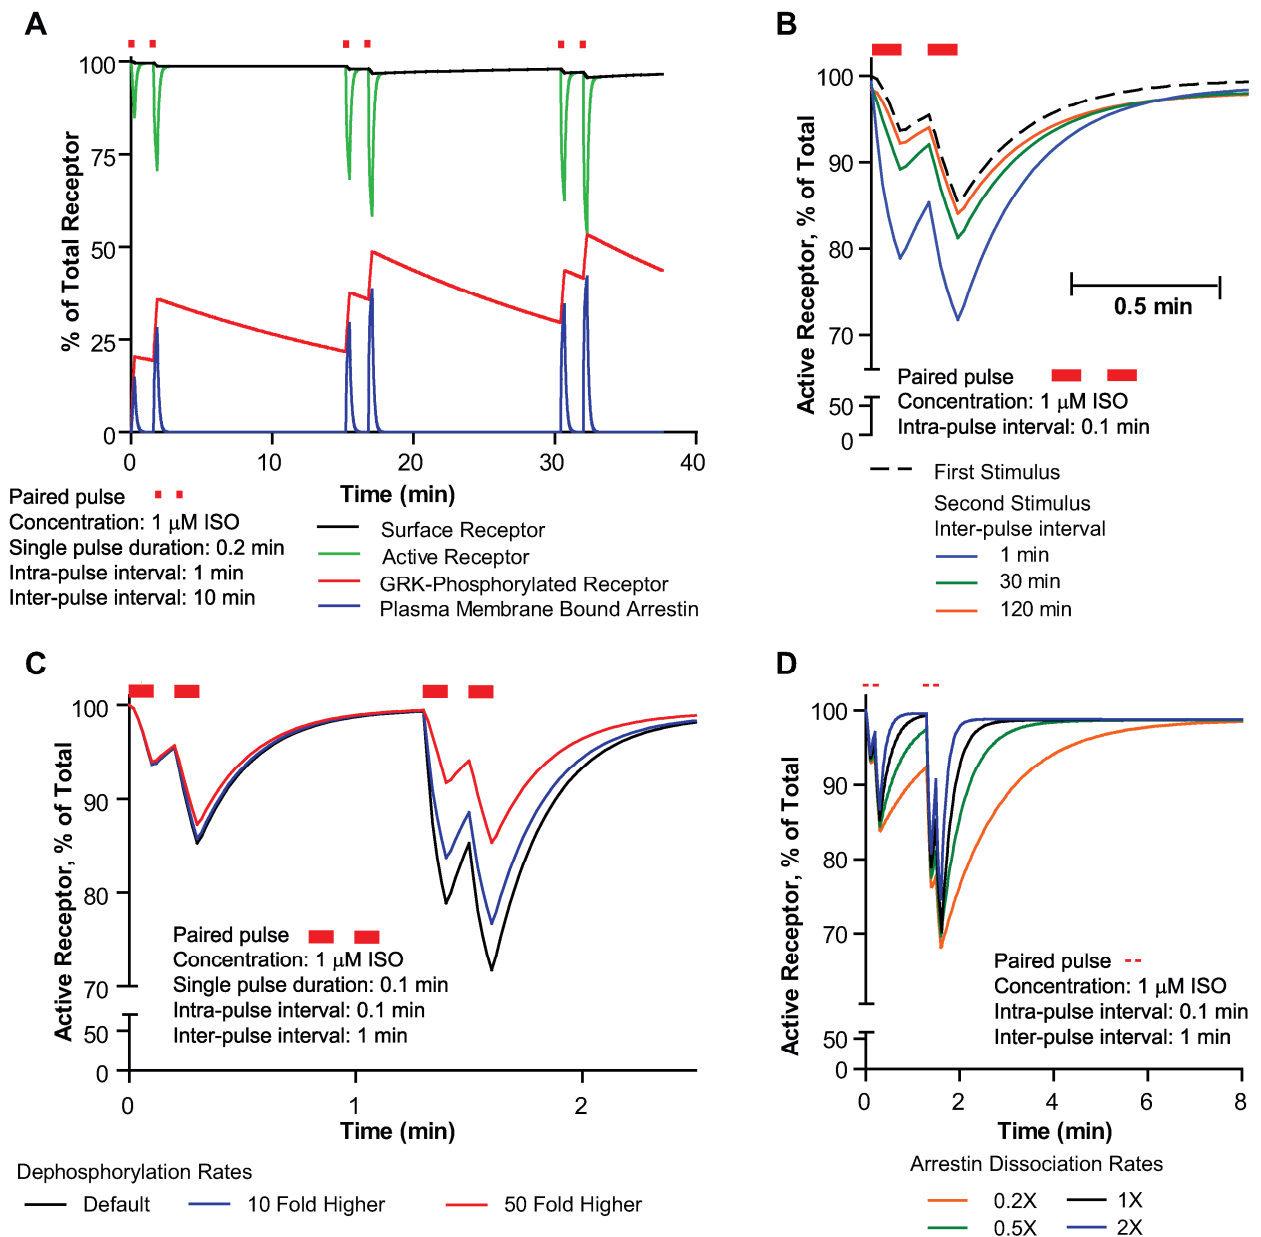 A
100
75
50
25
0
% of Total Receptor
0 10 20 30 40
Time (min)
Paired pulse
Concentration: 1 μM ISO
Single pulse duration: 0.2 min
Intra-pulse interval: 1 min
Inter-pulse interval: 10 min
Surface Receptor
Active Receptor
GRK-Phosphorylated Receptor
Plasma Membrane Bound Arrestin
B
100
90
80
70
50
0
Active Receptor, % of Total
0.5 min
Paired pulse
Concentration: 1 μM ISO
Intra-pulse interval: 0.1 min
First Stimulus
Second Stimulus
Inter-pulse interval
1 min
30 min
120 min
C
100
90
80
70
50
0
Active Receptor, % of Total
Paired pulse
Concentration: 1 μM ISO
Single pulse duration: 0.1 min
Intra-pulse interval: 0.1 min
Inter-pulse interval: 1 min
0 1 2
Time (min)
Dephosphorylation Rates
Default 10 Fold Higher 50 Fold Higher
D
100
90
80
70
50
0
Active Receptor, % of Total
Paired pulse
Concentration: 1 μM ISO
Intra-pulse interval: 0.1 min
Inter-pulse interval: 1 min
0 2 4 6 8
Time (min)
Arrestin Dissociation Rates
0.2X 1X
0.5X 2X